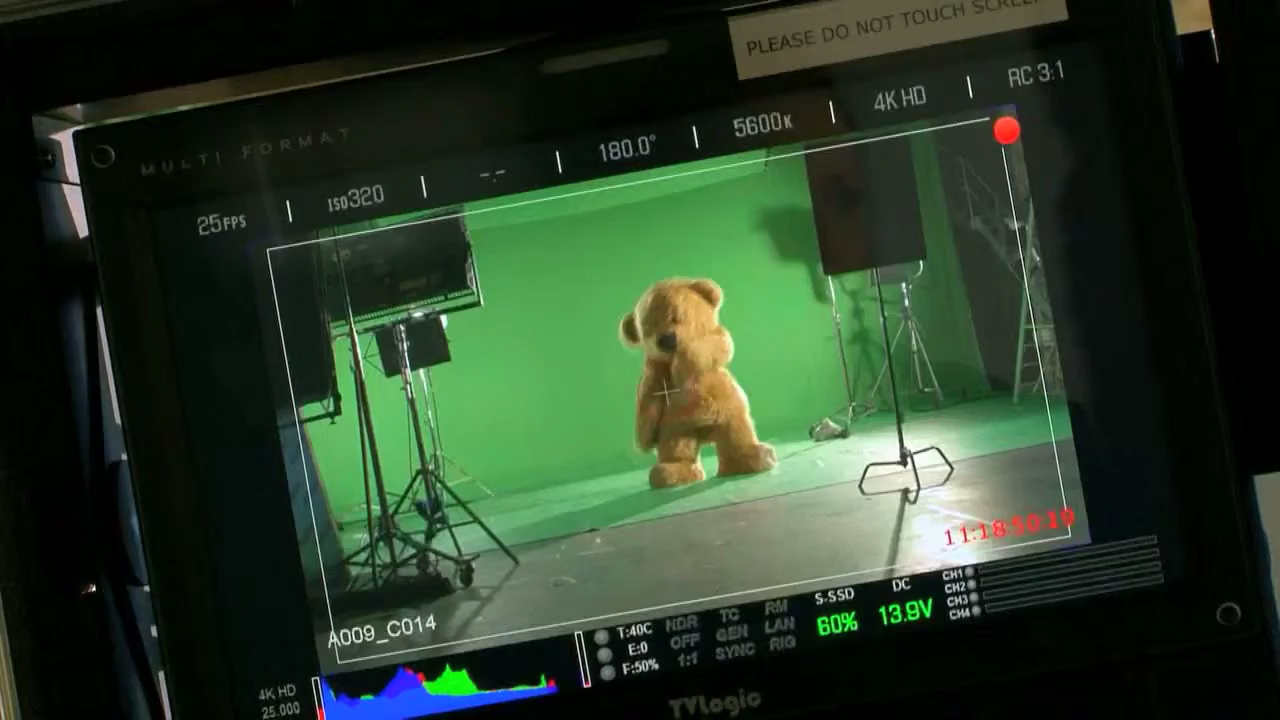 PLEASE DO NOT TOUCH SCREEN
MULTI FORMAT
25FPS ISO320 -- 180.0° 5600K 4K HD RC 3:1
11:18:50:19
A009_C014
4K HD
25.000
T:40C
E:0
F:50%
HDR
OFF
1:1
TC
GEN
SYNC
RM
LAN
RIG
S-SSD
60%
DC
13.9V
CH1
CH2
CH3
CH4
TVLogic